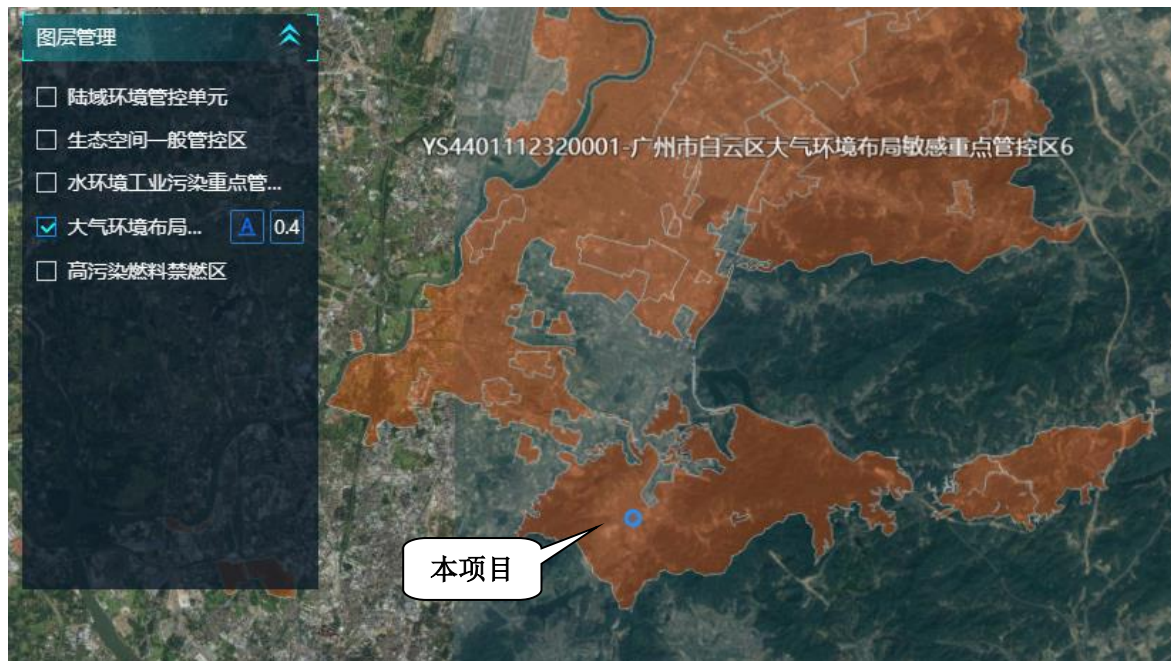 图层管理
陆域环境管控单元
生态空间一般管控区
水环境工业污染重点管...
大气环境布局... A 0.4
高污染燃料禁燃区
YS4401112320001-广州市白云区大气环境布局敏感重点管控区6
本项目